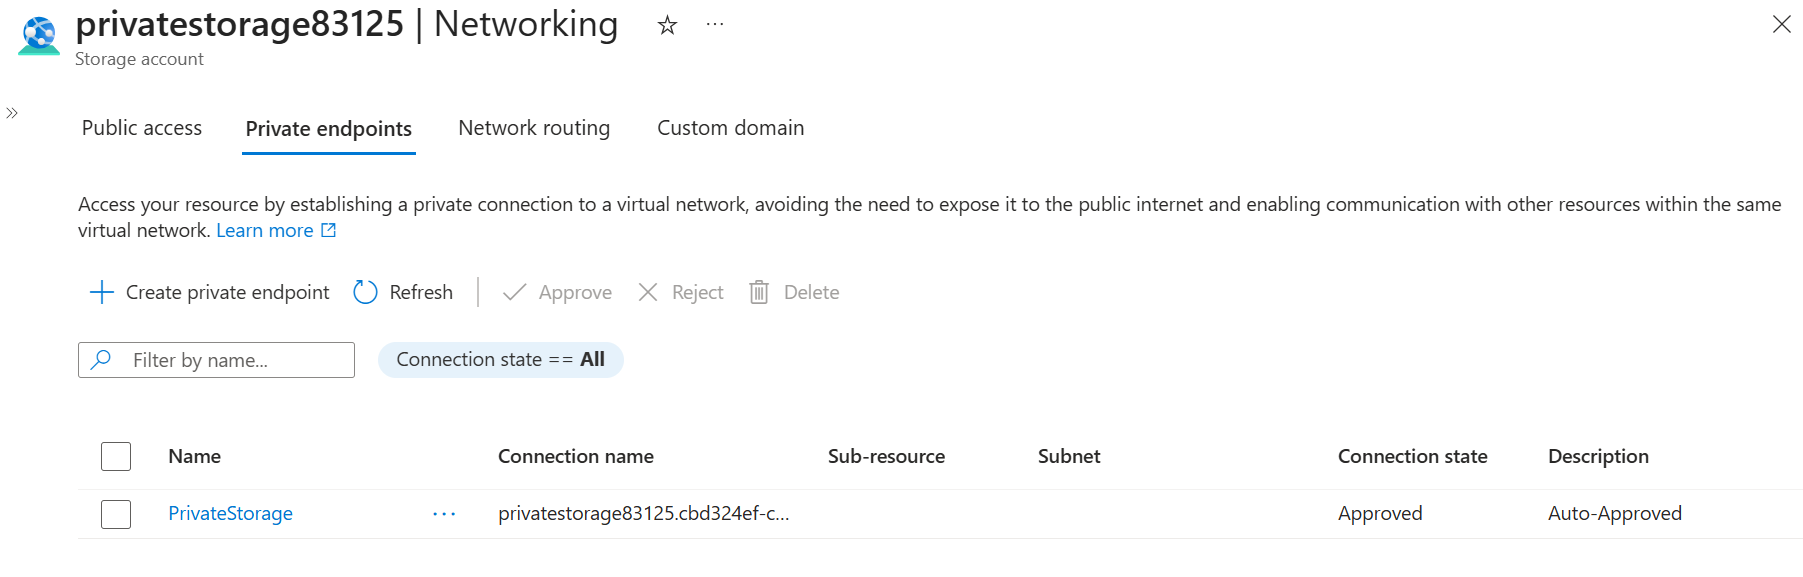 privatestorage83125 | Networking ☆ ...
Storage account
Public access Private endpoints Network routing Custom domain
Access your resource by establishing a private connection to a virtual network, avoiding the need to expose it to the public internet and enabling communication with other resources within the same
virtual network. Learn more
Create private endpoint Refresh Approve Reject Delete
Filter by name... Connection state == All
Name Connection name Sub-resource Subnet Connection state Description
PrivateStorage ... privatestorage83125.cbd324ef-c... Approved Auto-Approved